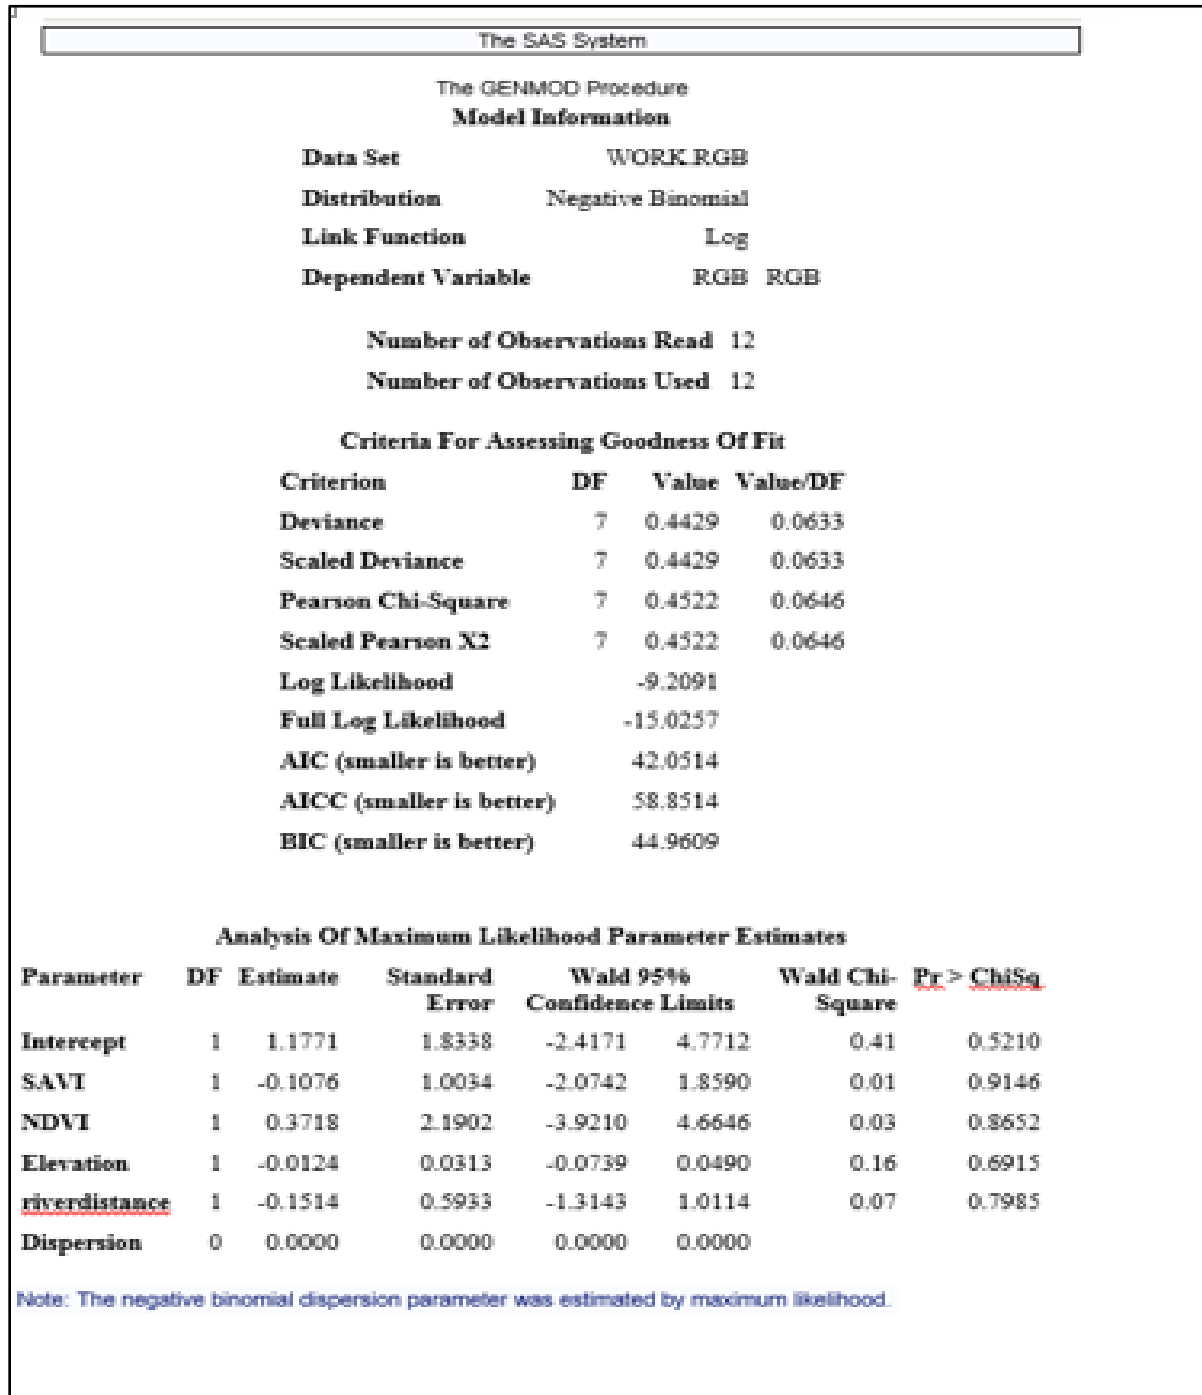 The SAS System
The GENMOD Procedure
Model Information
Data Set WORK.RGB
Distribution Negative Binomial
Link Function Log
Dependent Variable RGB RGB
Number of Observations Read 12
Number of Observations Used 12
Criteria For Assessing Goodness Of Fit
Criterion DF Value Value/DF
Deviance 7 0.4429 0.0633
Scaled Deviance 7 0.4429 0.0633
Pearson Chi-Square 7 0.4522 0.0646
Scaled Pearson X2 7 0.4522 0.0646
Log Likelihood -9.2091
Full Log Likelihood -15.0257
AIC (smaller is better) 42.0514
AICC (smaller is better) 58.8514
BIC (smaller is better) 44.9609
Analysis Of Maximum Likelihood Parameter Estimates
Parameter DF Estimate Standard Wald 95% Wald Chi- Pr > ChiSq
Error Confidence Limits Square
Intercept 1 1.1771 1.8338 -2.4171 4.7712 0.41 0.5210
SAVI 1 -0.1076 1.0034 -2.0742 1.8590 0.01 0.9146
NDVI 1 0.3718 2.1902 -3.9210 4.6646 0.03 0.8652
Elevation 1 -0.0124 0.0313 -0.0739 0.0490 0.16 0.6915
riverdistance 1 -0.1514 0.5933 -1.3143 1.0114 0.07 0.7985
Dispersion 0 0.0000 0.0000 0.0000 0.0000
Note: The negative binomial dispersion parameter was estimated by maximum likelihood.